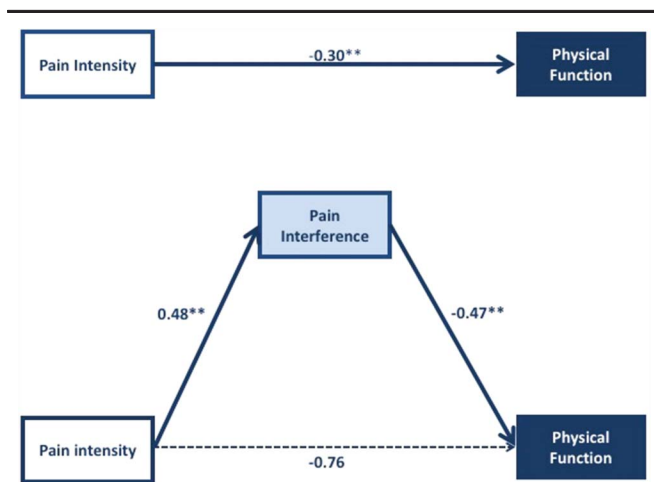 -0.30**
Pain Intensity
Physical
Function
Pain
Interference
0.48**
-0.47**
Pain intensity
-0.76
Physical
Function